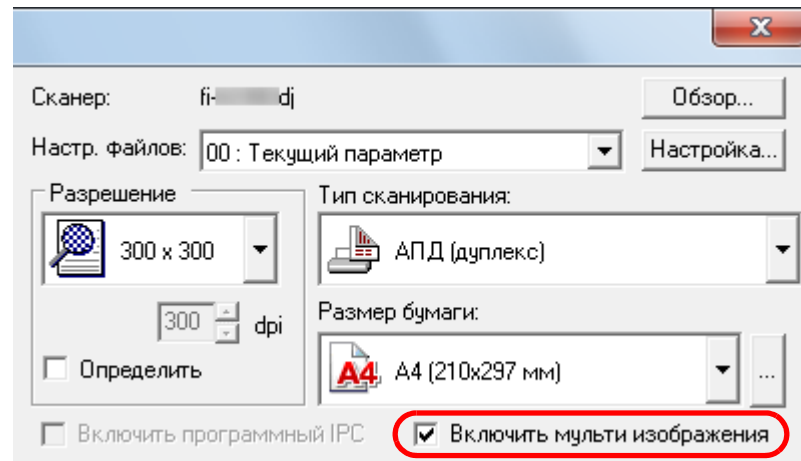 Сканер: fi- dj Обзор...
Настр. файлов: 00 : Текущий параметр Настройка...
Разрешение
300 x 300
300 dpi
Определить
Тип сканирования:
АПД (дуплекс)
Размер бумаги:
A4
A4 (210x297 мм) ...
Включить программный IPC Включить мульти изображения